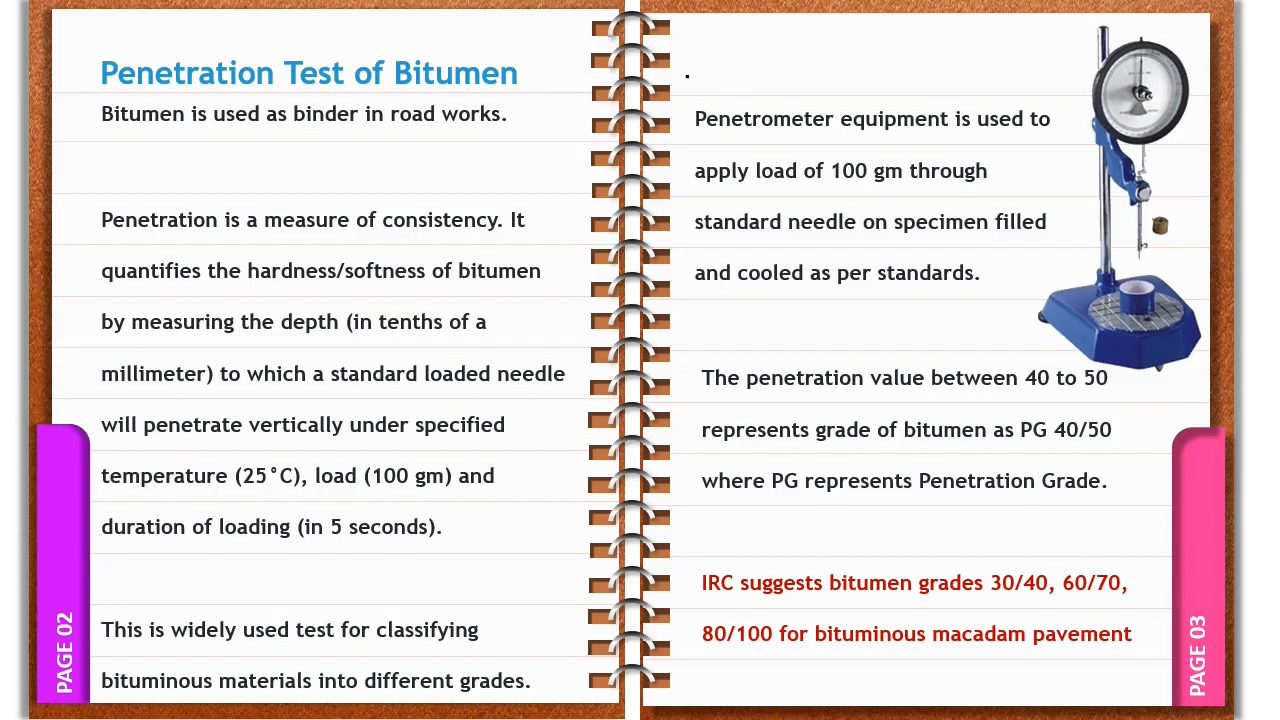 Penetration Test of Bitumen
Bitumen is used as binder in road works.
Penetration is a measure of consistency. It
quantifies the hardness/softness of bitumen
by measuring the depth (in tenths of a
millimeter) to which a standard loaded needle
will penetrate vertically under specified
temperature (25°C), load (100 gm) and
duration of loading (in 5 seconds).
This is widely used test for classifying
bituminous materials into different grades.
PAGE 02
.
Penetrometer equipment is used to
apply load of 100 gm through
standard needle on specimen filled
and cooled as per standards.
The penetration value between 40 to 50
represents grade of bitumen as PG 40/50
where PG represents Penetration Grade.
IRC suggests bitumen grades 30/40, 60/70,
80/100 for bituminous macadam pavement
PAGE 03